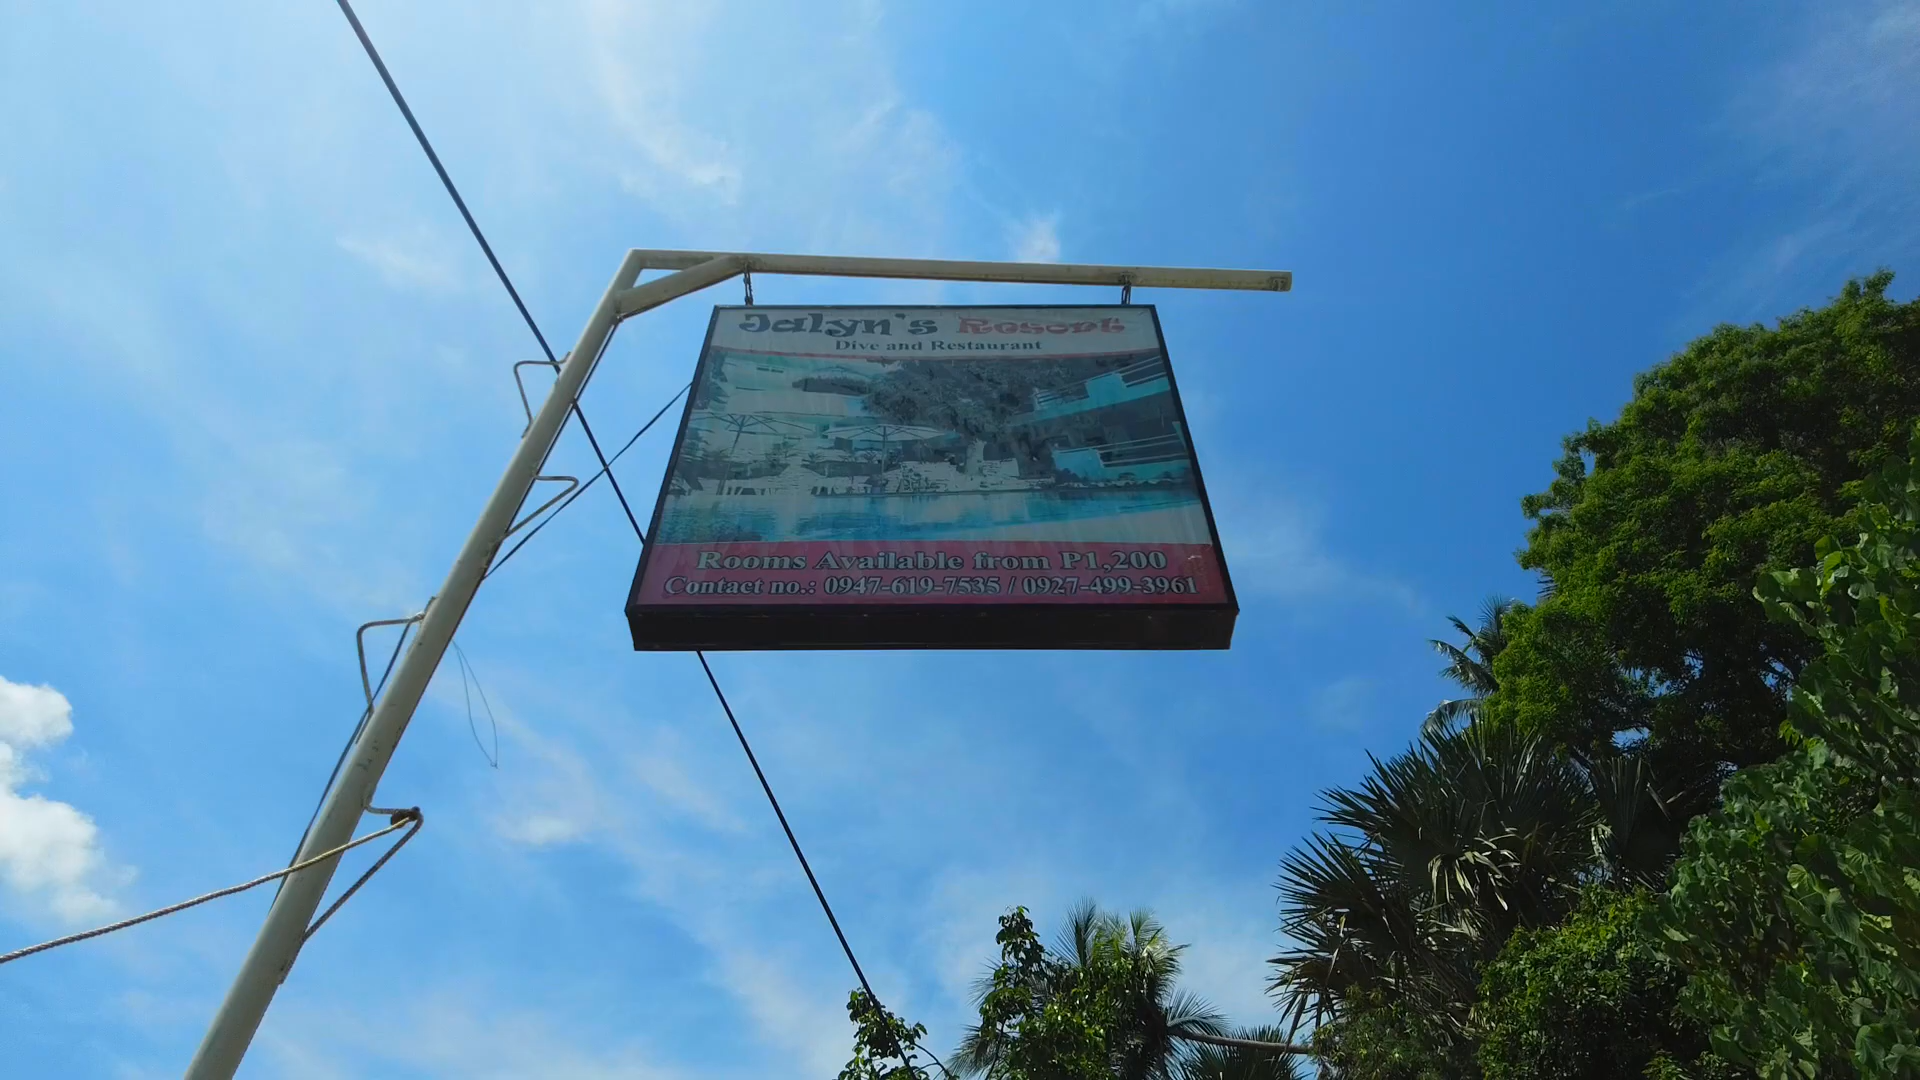 Jalyn's Resort
Dive and Restaurant
Rooms Available from P1,200
Contact no.: 0947-619-7535 / 0927-499-3961